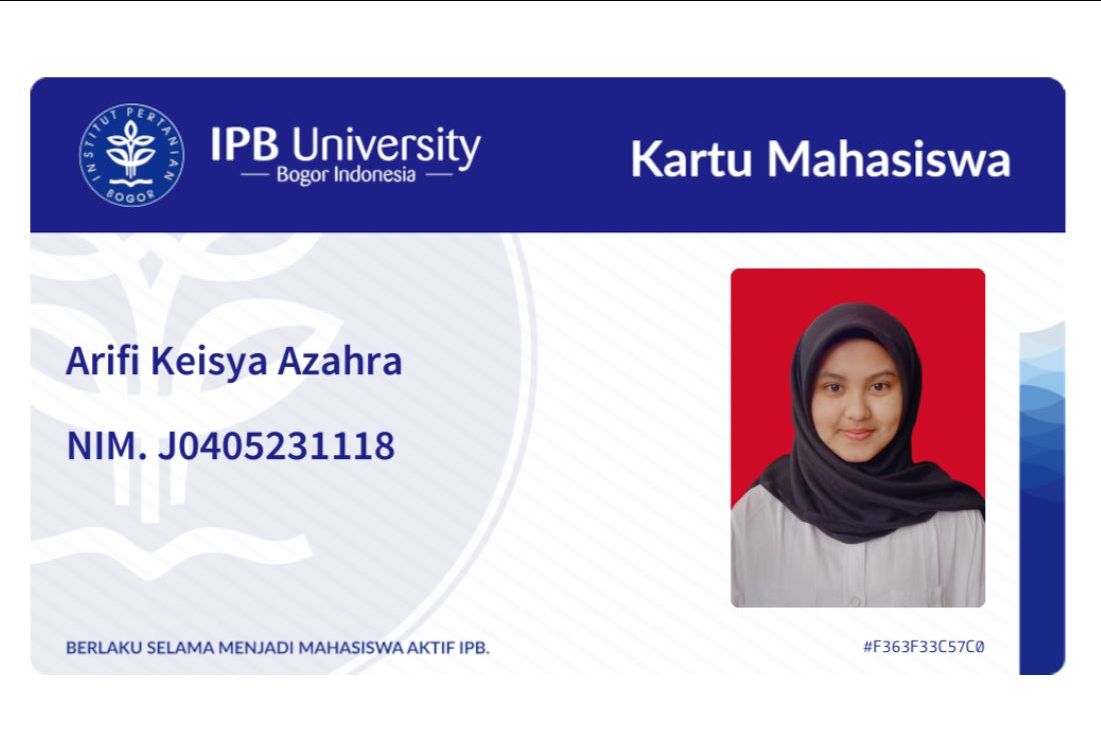 INSTITUT PERTANIAN BOGOR
IPB University
Bogor Indonesia
Kartu Mahasiswa
Arifi Keisya Azahra
NIM. J0405231118
BERLAKU SELAMA MENJADI MAHASISWA AKTIF IPB.
#F363F33C57C0